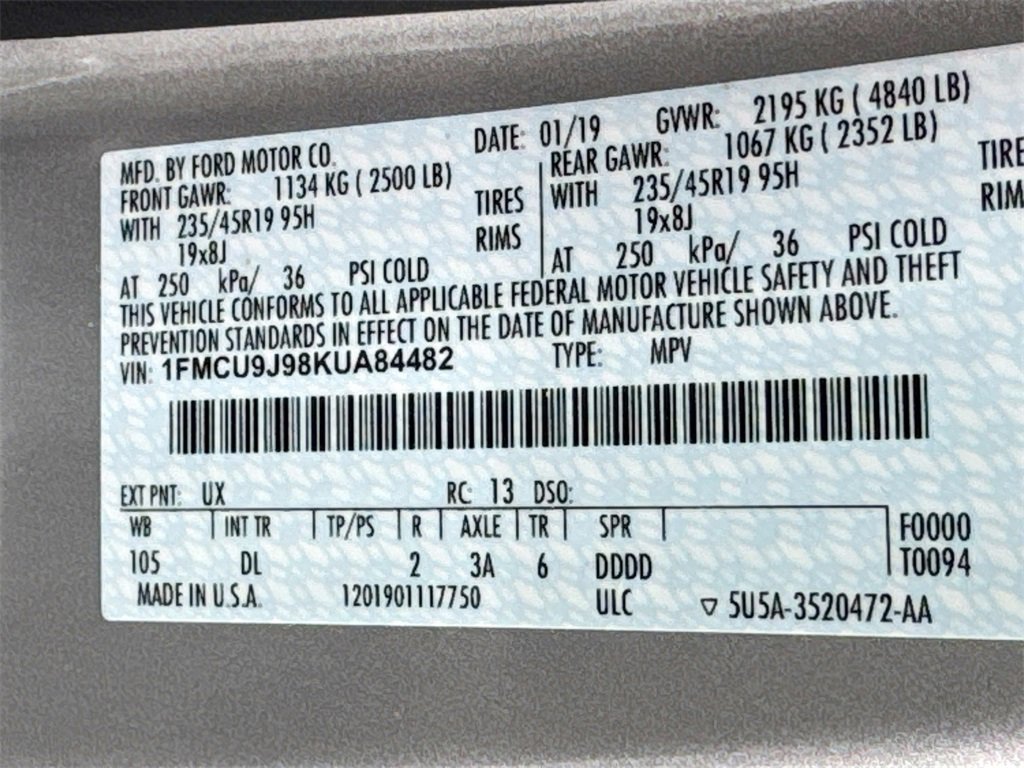 MFD. BY FORD MOTOR CO. DATE: 01/19 GVWR: 2195 KG ( 4840 LB)
FRONT GAWR: 1134 KG ( 2500 LB) REAR GAWR: 1067 KG ( 2352 LB)
WITH 235/45R19 95H TIRES WITH 235/45R19 95H TIRE
19x8J RIMS 19x8J RIM
AT 250 kPa/ 36 PSI COLD AT 250 kPa/ 36 PSI COLD
THIS VEHICLE CONFORMS TO ALL APPLICABLE FEDERAL MOTOR VEHICLE SAFETY AND THEFT
PREVENTION STANDARDS IN EFFECT ON THE DATE OF MANUFACTURE SHOWN ABOVE.
VIN: 1FMCU9J98KUA84482 TYPE: MPV
EXT PNT: UX RC: 13 DSO:
WB INT TR TP/PS R AXLE TR SPR F0000
105 DL 2 3A 6 DDDD T0094
MADE IN U.S.A. 1201901117750 ULC ▽ 5U5A-3520472-AA